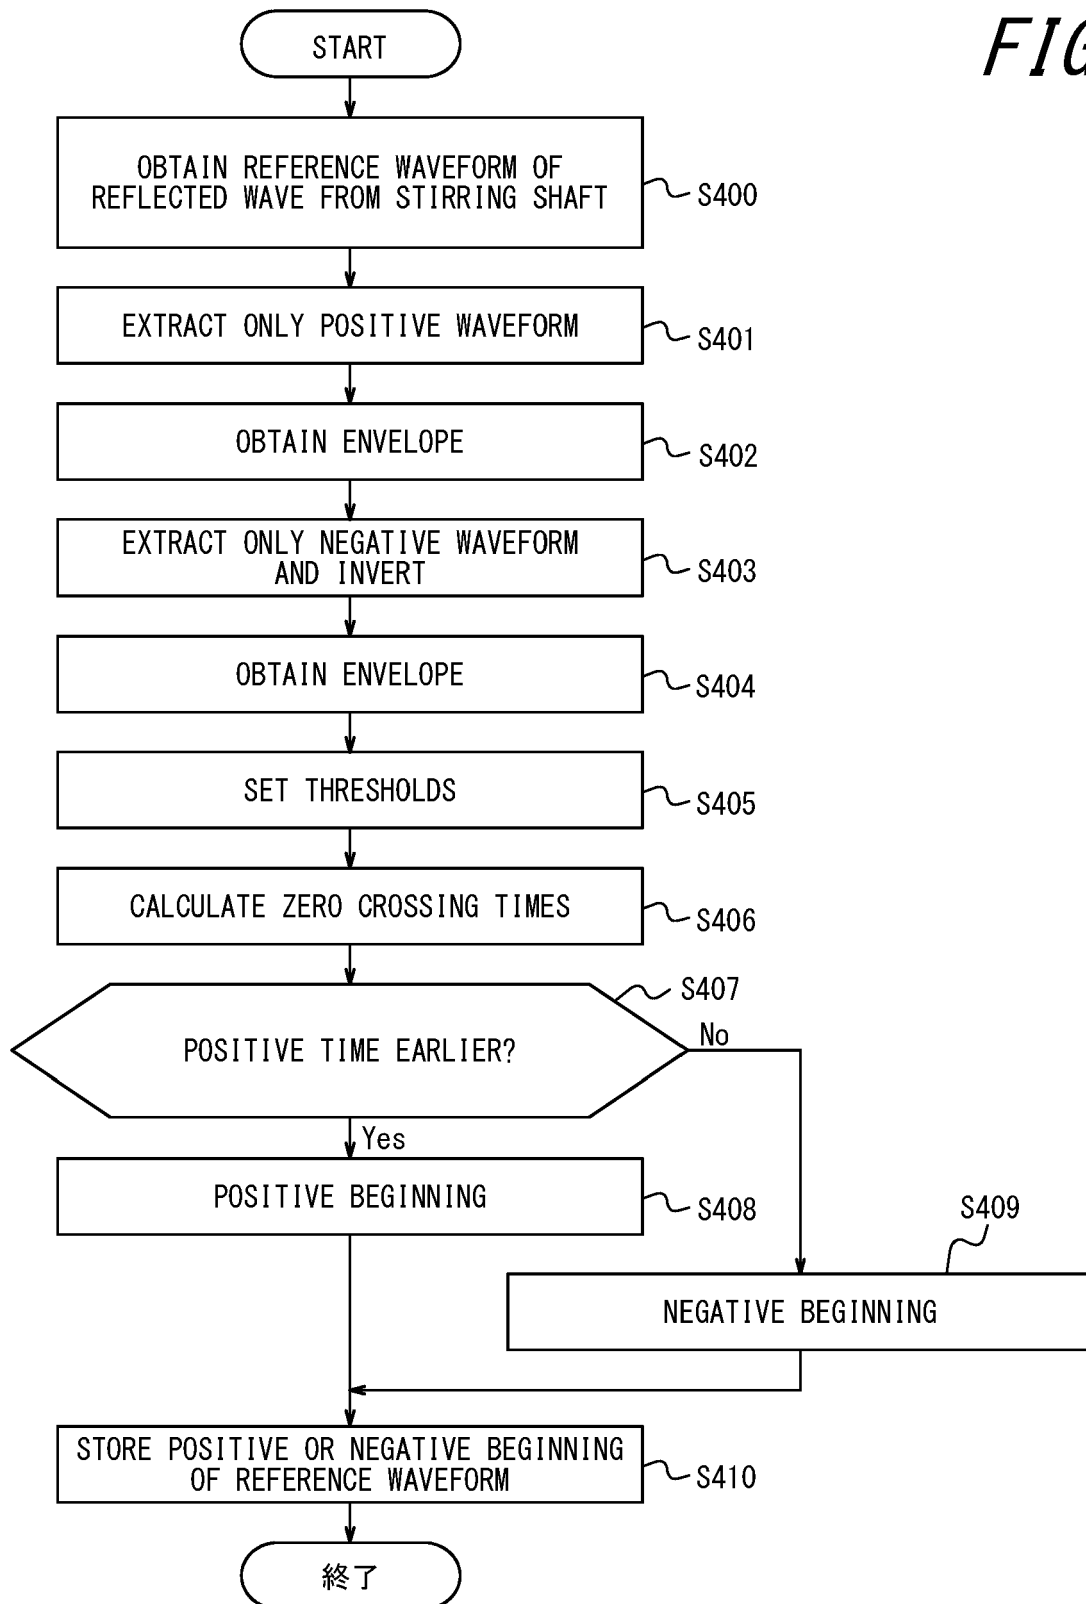 FIG
START
OBTAIN REFERENCE WAVEFORM OF
REFLECTED WAVE FROM STIRRING SHAFT
S400
EXTRACT ONLY POSITIVE WAVEFORM
S401
OBTAIN ENVELOPE
S402
EXTRACT ONLY NEGATIVE WAVEFORM
AND INVERT
S403
OBTAIN ENVELOPE
S404
SET THRESHOLDS
S405
CALCULATE ZERO CROSSING TIMES
S406
S407
POSITIVE TIME EARLIER?
No
Yes
POSITIVE BEGINNING
S408
S409
NEGATIVE BEGINNING
STORE POSITIVE OR NEGATIVE BEGINNING
OF REFERENCE WAVEFORM
S410
終了